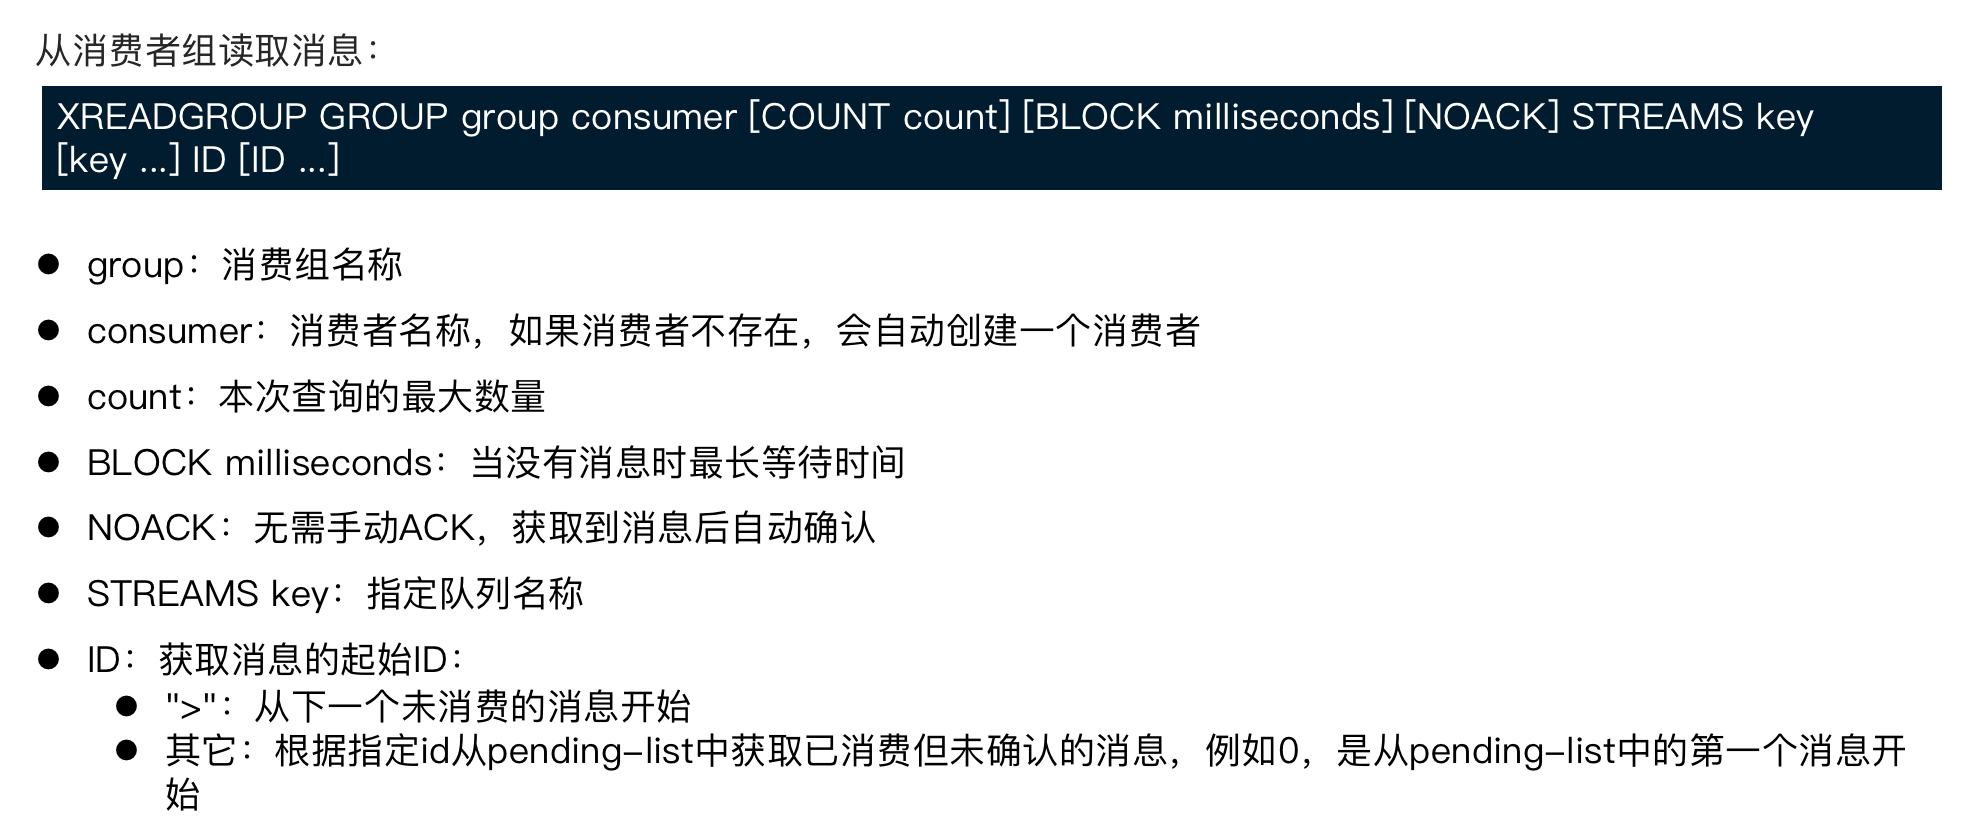 从消费者组读取消息：
XREADGROUP GROUP group consumer [COUNT count] [BLOCK milliseconds] [NOACK] STREAMS key
[key ...] ID [ID ...]
● group：消费组名称
● consumer：消费者名称，如果消费者不存在，会自动创建一个消费者
● count：本次查询的最大数量
● BLOCK milliseconds：当没有消息时最长等待时间
● NOACK：无需手动ACK，获取到消息后自动确认
● STREAMS key：指定队列名称
● ID：获取消息的起始ID：
● ">"：从下一个未消费的消息开始
● 其它：根据指定id从pending-list中获取已消费但未确认的消息，例如0，是从pending-list中的第一个消息开
始